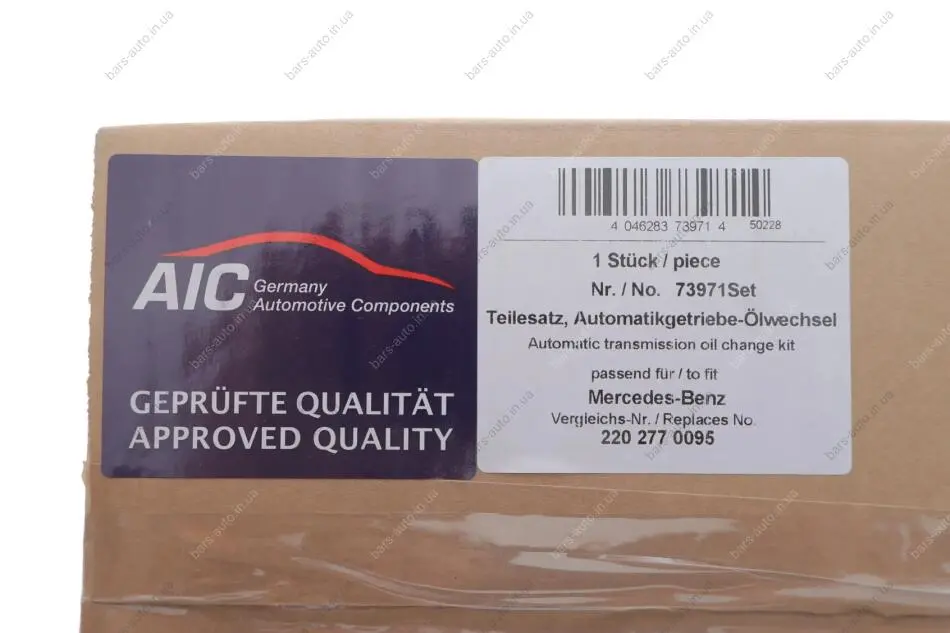 AIC Germany
Automotive Components
GEPRÜFTE QUALITÄT
APPROVED QUALITY
4 046283 73971 4 50228
1 Stück / piece
Nr. / No. 73971Set
Teilesatz, Automatikgetriebe-Ölwechsel
Automatic transmission oil change kit
passend für / to fit
Mercedes-Benz
Vergleichs-Nr. / Replaces No.
220 277 0095
bars-auto.in.ua